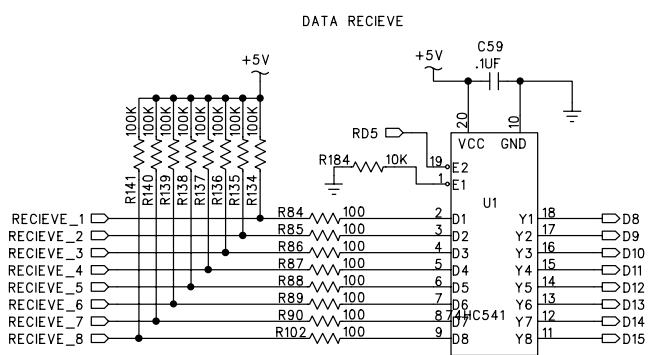 DATA RECIEVE
C59
.1UF
+5V
+5V
100K 100K 100K 100K 100K 100K 100K 100K
R141 R140 R139 R138 R137 R136 R135 R134
20 10
VCC GND
RD5
19 E2
R184 10K
1 E1
U1
RECIEVE_1 R84 100 2 D1 Y1 18 D8
RECIEVE_2 R85 100 3 D2 Y2 17 D9
RECIEVE_3 R86 100 4 D3 Y3 16 D10
RECIEVE_4 R87 100 5 D4 Y4 15 D11
RECIEVE_5 R88 100 6 D5 Y5 14 D12
RECIEVE_6 R89 100 7 D6 Y6 13 D13
74HC541
RECIEVE_7 R90 100 8 D7 Y7 12 D14
RECIEVE_8 R102 100 9 D8 Y8 11 D15